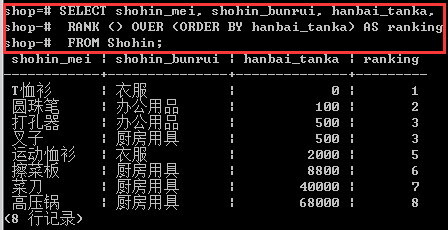 shop=# SELECT shohin_mei, shohin_bunrui, hanbai_tanka,
shop-#  RANK () OVER (ORDER BY hanbai_tanka) AS ranking
shop-#  FROM Shohin;
shohin_mei | shohin_bunrui | hanbai_tanka | ranking
-----------+---------------+--------------+---------
T恤衫 | 衣服 | 0 | 1
圆珠笔 | 办公用品 | 100 | 2
打孔器 | 办公用品 | 500 | 3
叉子 | 厨房用具 | 500 | 3
运动恤衫 | 衣服 | 2000 | 5
擦菜板 | 厨房用具 | 8800 | 6
菜刀 | 厨房用具 | 40000 | 7
高压锅 | 厨房用具 | 68000 | 8
(8 行记录)